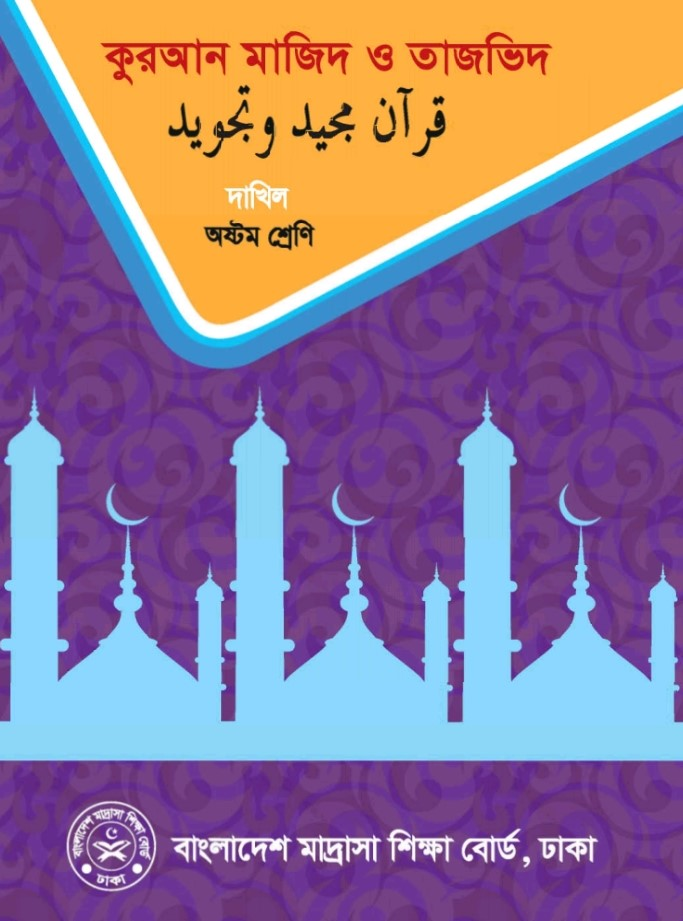 কুরআন মাজিদ ও তাজভিদ
قرآن مجيد وتجويد
দাখিল
অষ্টম শ্রেণি
বাংলাদেশ মাদ্রাসা শিক্ষা বোর্ড
ঢাকা
বাংলাদেশ মাদ্রাসা শিক্ষা বোর্ড, ঢাকা